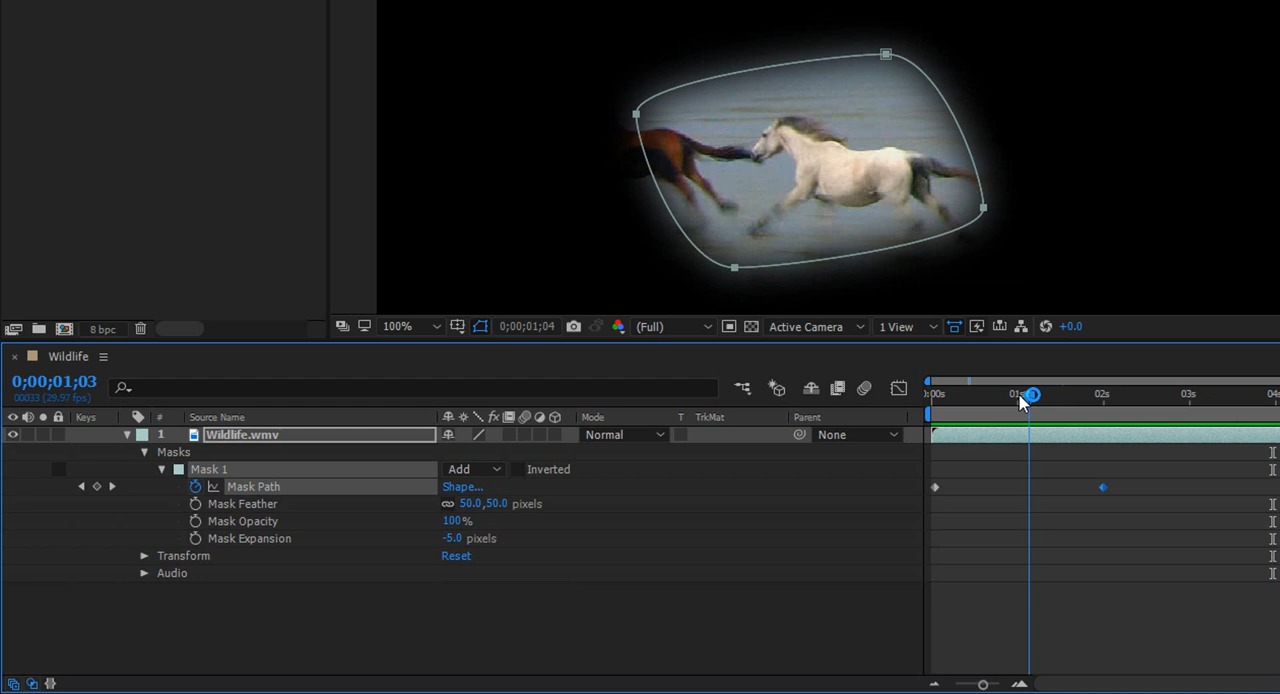 8 bpc 100% 0;00;01;04 (Full) Active Camera 1 View +0.0
Wildlife
0;00;01;03
00033 (29.97 fps)
:00s 01s 02s 03s 04s
Keys # Source Name Mode T TrkMat Parent
1 Wildlife.wmv Normal None
Masks
Mask 1 Add Inverted
Mask Path Shape...
Mask Feather 50.0,50.0 pixels
Mask Opacity 100%
Mask Expansion -5.0 pixels
Transform Reset
Audio